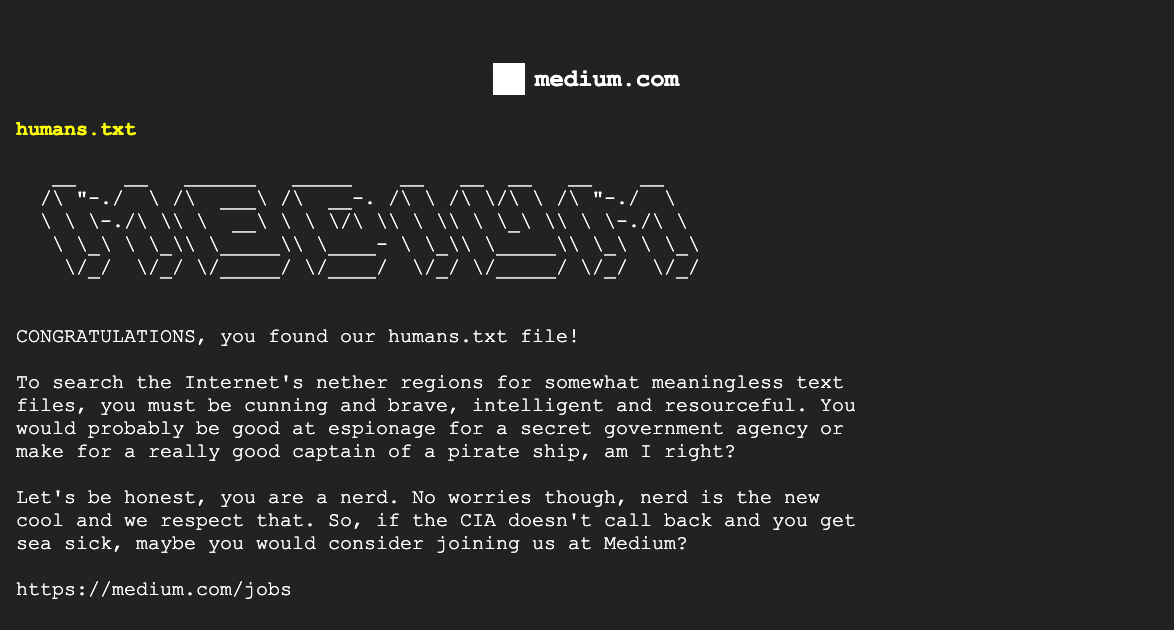 medium.com
humans.txt
   __    __   ______   _____    __   __  __   __    __
  /\ "-./  \ /\  ___\ /\  __-. /\ \ /\ \/\ \ /\ "-./  \
  \ \ \-./\ \\ \  __\ \ \ \/\ \\ \ \\ \ \_\ \\ \ \-./\ \
   \ \_\ \ \_\\ \_____\\ \____- \ \_\\ \_____\\ \_\ \ \_\
    \/_/  \/_/ \/_____/ \/____/  \/_/ \/_____/ \/_/  \/_/
CONGRATULATIONS, you found our humans.txt file!
To search the Internet's nether regions for somewhat meaningless text
files, you must be cunning and brave, intelligent and resourceful. You
would probably be good at espionage for a secret government agency or
make for a really good captain of a pirate ship, am I right?
Let's be honest, you are a nerd. No worries though, nerd is the new
cool and we respect that. So, if the CIA doesn't call back and you get
sea sick, maybe you would consider joining us at Medium?
https://medium.com/jobs